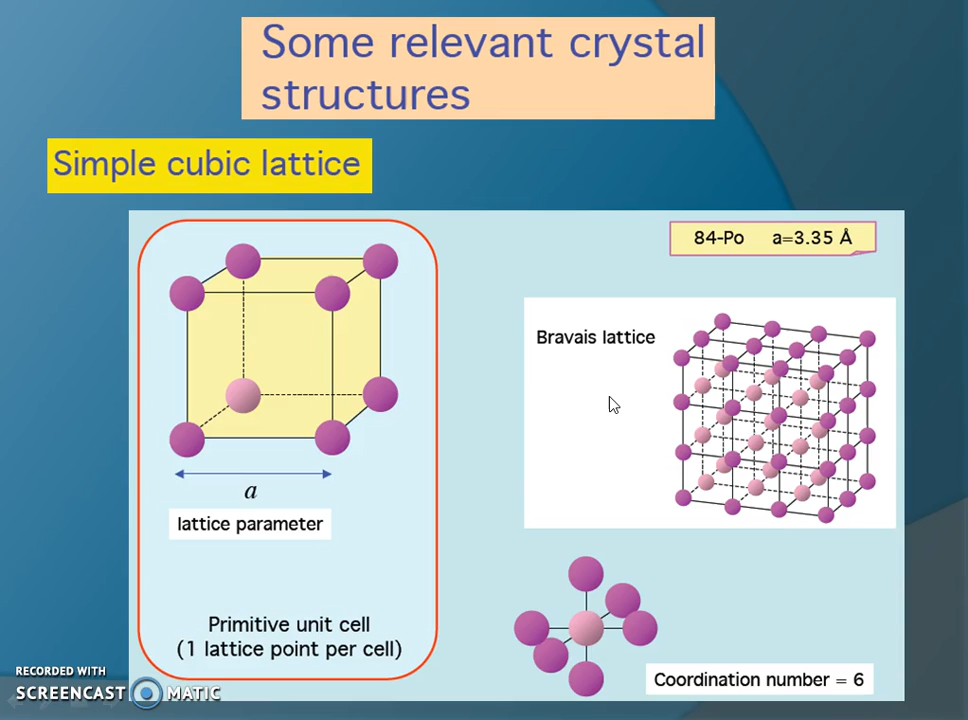 Some relevant crystal
structures
Simple cubic lattice
84-Po a=3.35 Å
Bravais lattice
a
lattice parameter
Primitive unit cell
(1 lattice point per cell)
Coordination number = 6
RECORDED WITH
SCREENCAST MATIC